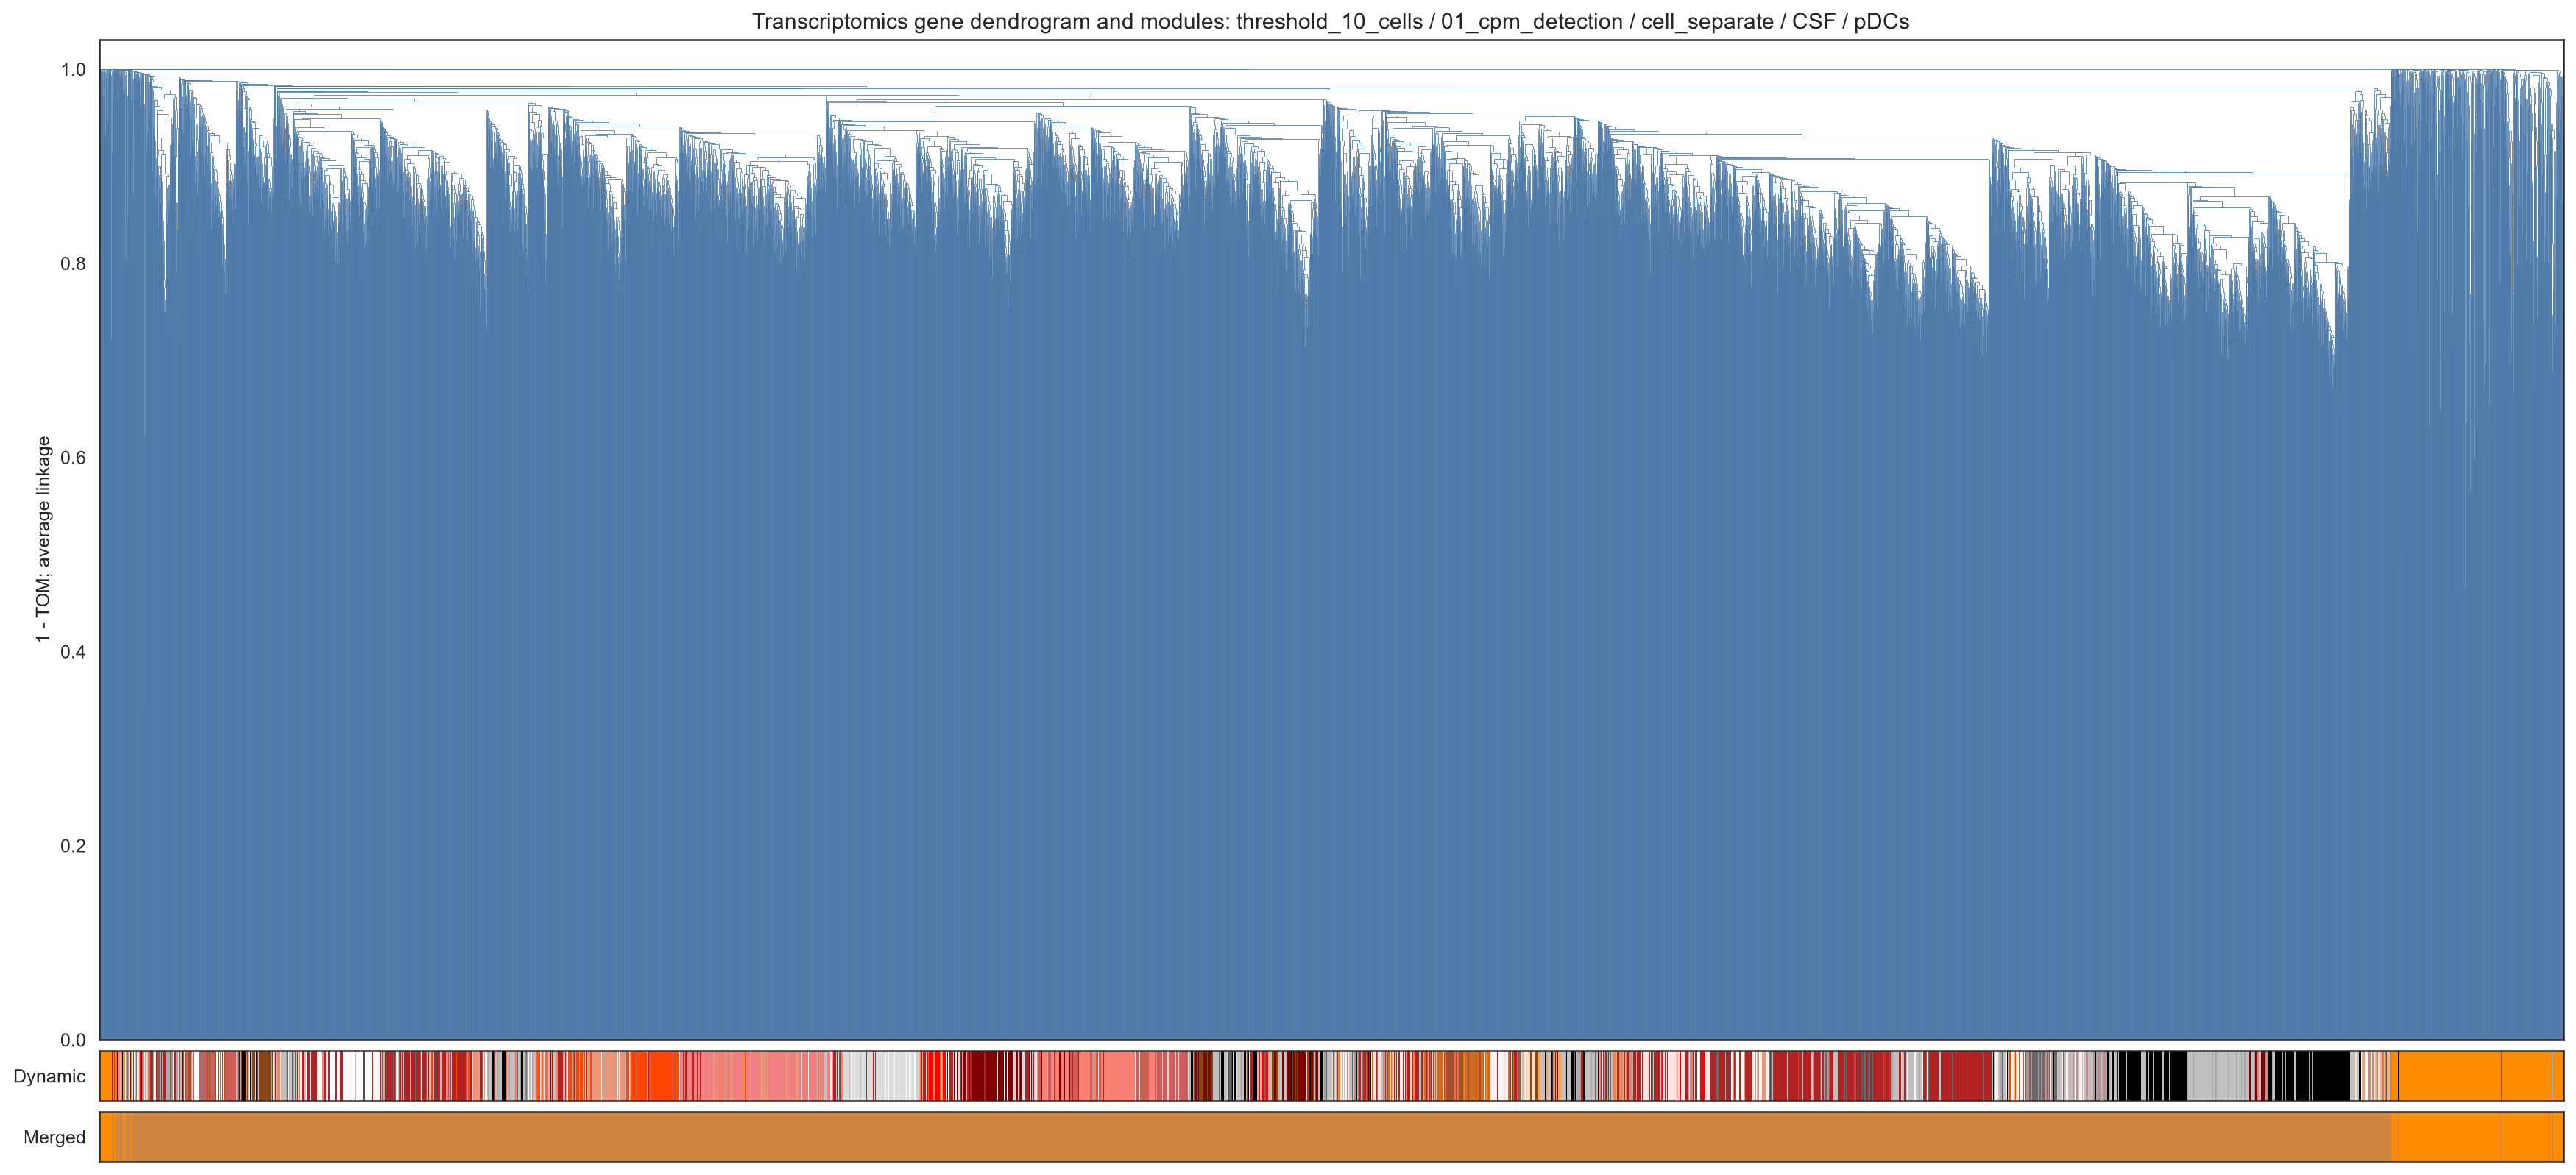 Transcriptomics gene dendrogram and modules: threshold_10_cells / 01_cpm_detection / cell_separate / CSF / pDCs
1.0
0.8
0.6
0.4
0.2
0.0
1 - TOM; average linkage
Dynamic
Merged